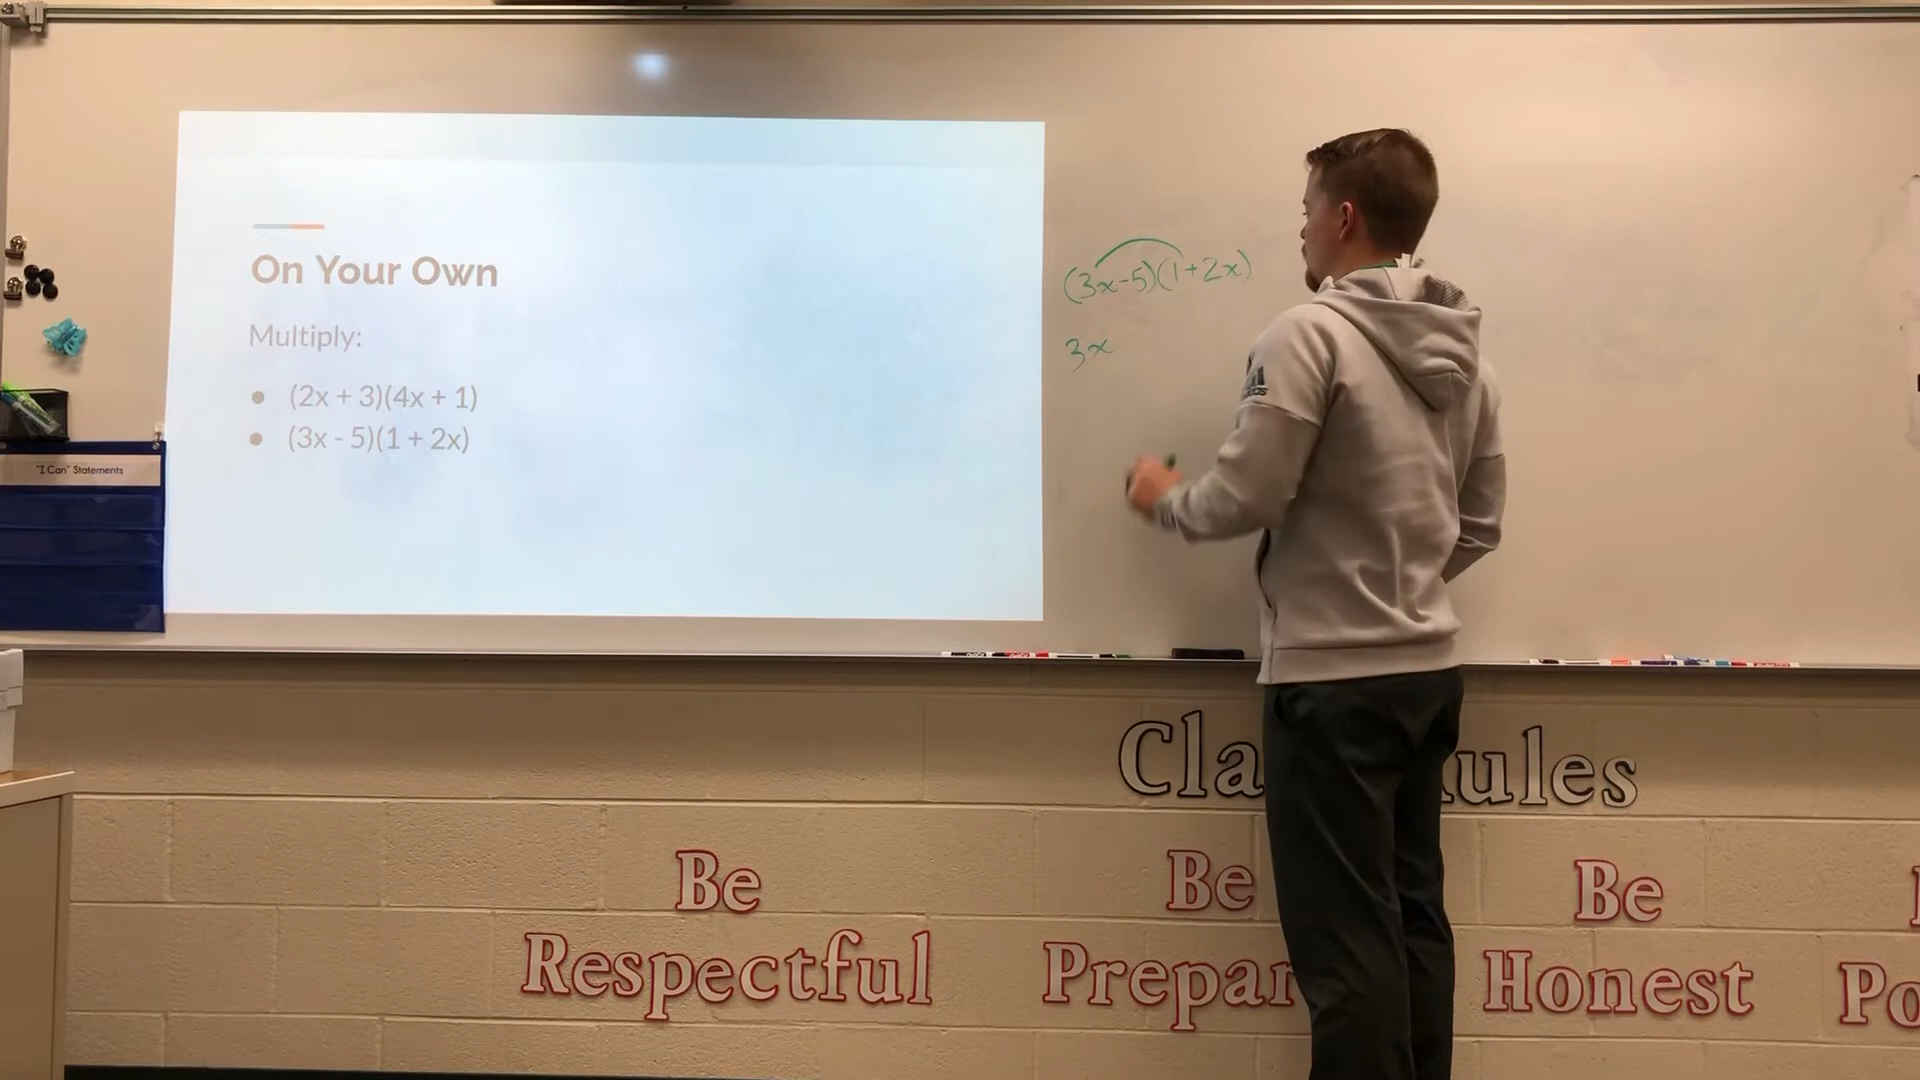 On Your Own
Multiply:
• (2x + 3)(4x + 1)
• (3x - 5)(1 + 2x)
(3x-5)(1+2x)
3x
"I Can" Statements
Cla ules
Be Respectful
Be Prepar
Be Honest
Po